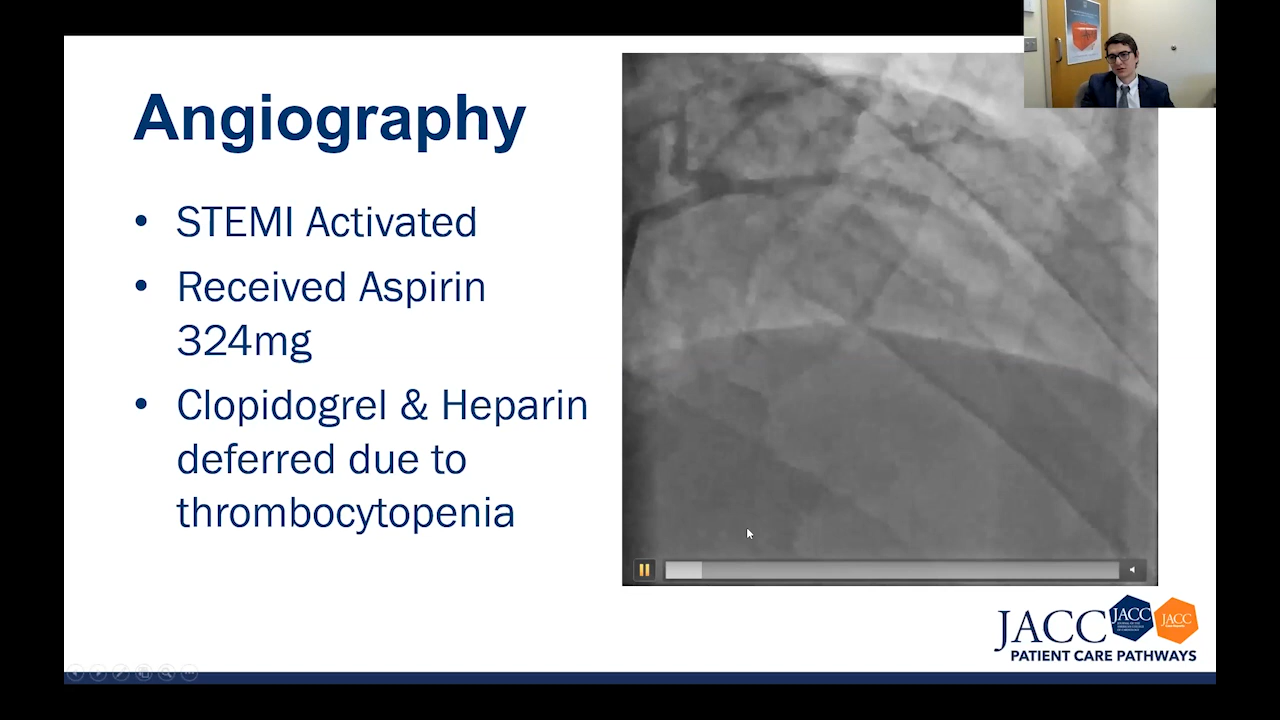 Angiography
• STEMI Activated
• Received Aspirin
324mg
• Clopidogrel & Heparin
deferred due to
thrombocytopenia
JACC
JACC
JACC
PATIENT CARE PATHWAYS